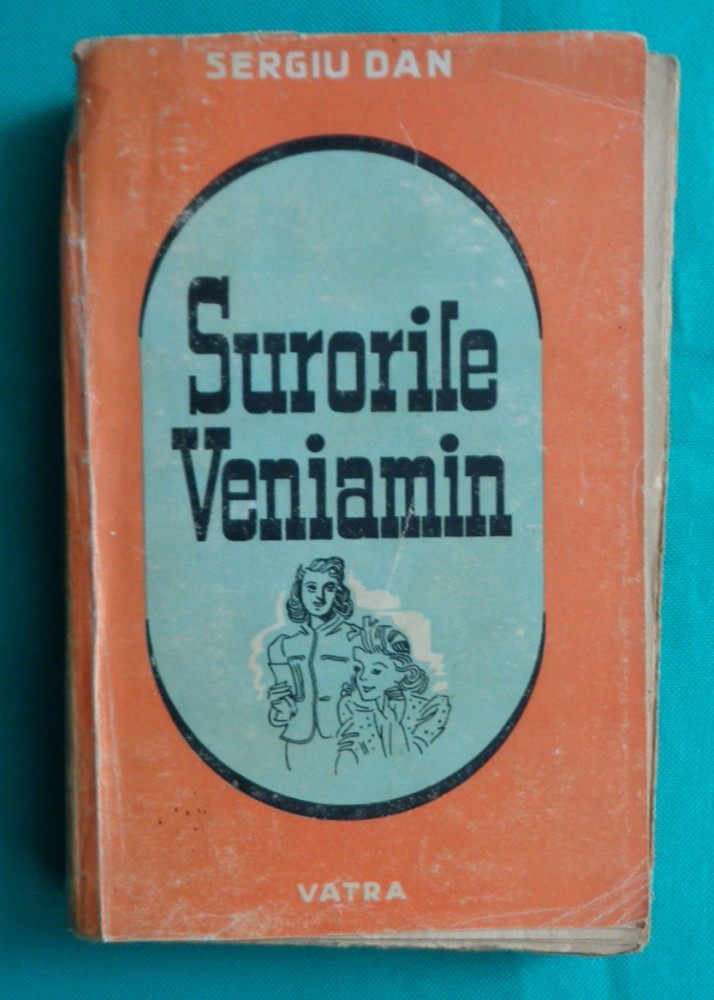 SERGIU DAN
Surorile
Veniamin
VATRA